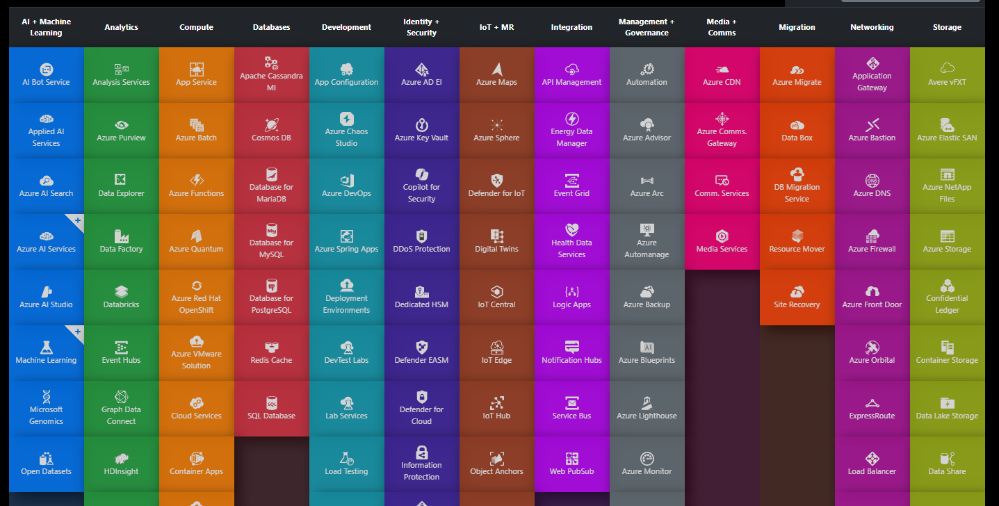 AI + Machine
Learning
Analytics
Compute
Databases
Development
Identity +
Security
IoT + MR
Integration
Management +
Governance
Media +
Comms
Migration
Networking
Storage
AI Bot Service
Analysis Services
App Service
Apache Cassandra
MI
App Configuration
Azure AD EI
Azure Maps
API Management
Automation
Azure CDN
Azure Migrate
Application
Gateway
Avere vFXT
Applied AI
Services
Azure Purview
Azure Batch
Cosmos DB
Azure Chaos
Studio
Azure Key Vault
Azure Sphere
Energy Data
Manager
Azure Advisor
Azure Comms.
Gateway
Data Box
Azure Bastion
Azure Elastic SAN
Azure AI Search
Data Explorer
Azure Functions
Database for
MariaDB
Azure DevOps
Copilot for
Security
Defender for IoT
Event Grid
Azure Arc
Comm. Services
DB Migration
Service
DNS
Azure DNS
Azure NetApp
Files
+
Azure AI Services
Data Factory
Azure Quantum
My
Database for
MySQL
Azure Spring Apps
DDoS Protection
Digital Twins
Health Data
Services
Azure
Automanage
Media Services
Resource Mover
Azure Firewall
Azure Storage
Azure AI Studio
Databricks
Azure Red Hat
OpenShift
Database for
PostgreSQL
Deployment
Environments
Dedicated HSM
IoT Central
Logic Apps
Azure Backup
Site Recovery
Azure Front Door
Confidential
Ledger
+
Machine Learning
Event Hubs
Azure VMware
Solution
Redis Cache
DevTest Labs
Defender EASM
IoT Edge
Notification Hubs
AI
Azure Blueprints
Azure Orbital
Container Storage
Microsoft
Genomics
Graph Data
Connect
Cloud Services
SQL
SQL Database
Lab Services
Defender for
Cloud
IoT Hub
Service Bus
Azure Lighthouse
ExpressRoute
Data Lake Storage
Open Datasets
HDInsight
Container Apps
Load Testing
Information
Protection
Object Anchors
Web PubSub
Azure Monitor
Load Balancer
Data Share